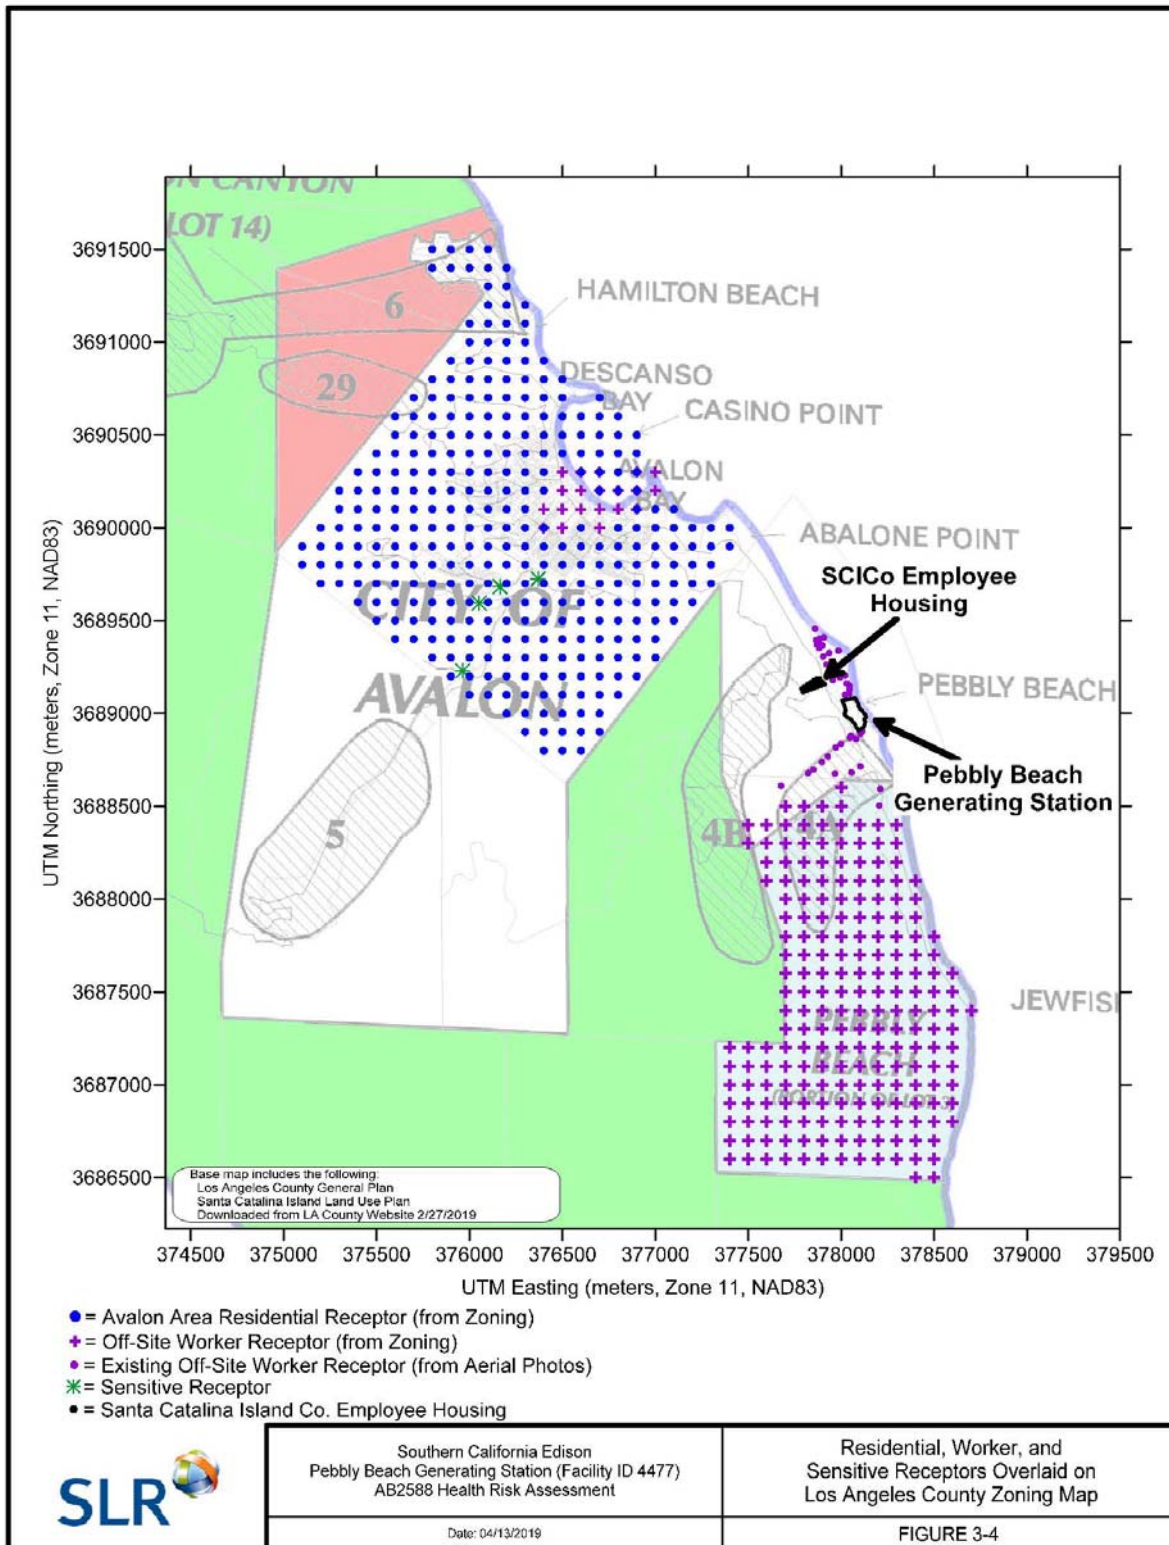 ON CANYON
LOT 14)
6
29
HAMILTON BEACH
DESCANSO
BAY
CASINO POINT
AVALON
BAY
ABALONE POINT
SCICo Employee
Housing
CITY OF
AVALON
PEBBLY BEACH
Pebbly Beach
Generating Station
5
4B
4A
JEWFISH
PEBBLY
BEACH
(PORTION OF LOT 3)
Base map includes the following:
Los Angeles County General Plan
Santa Catalina Island Land Use Plan
Downloaded from LA County Website 2/27/2019
UTM Northing (meters, Zone 11, NAD83)
3691500
3691000
3690500
3690000
3689500
3689000
3688500
3688000
3687500
3687000
3686500
374500 375000 375500 376000 376500 377000 377500 378000 378500 379000 379500
UTM Easting (meters, Zone 11, NAD83)
= Avalon Area Residential Receptor (from Zoning)
= Off-Site Worker Receptor (from Zoning)
= Existing Off-Site Worker Receptor (from Aerial Photos)
= Sensitive Receptor
= Santa Catalina Island Co. Employee Housing
SLR
Southern California Edison
Pebbly Beach Generating Station (Facility ID 4477)
AB2588 Health Risk Assessment
Date: 04/13/2019
Residential, Worker, and
Sensitive Receptors Overlaid on
Los Angeles County Zoning Map
FIGURE 3-4